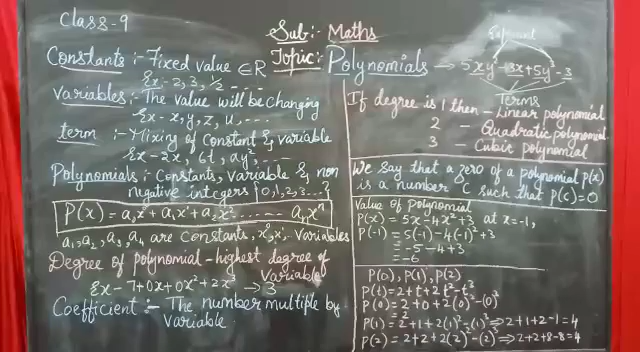 Class-9
Sub:- Maths
Topic:- Polynomials → 5xy²+3x+5y³-3
Exponent
Terms
Constants :- Fixed value ∈ R
Ex - 2, 3, 1/2 - - -
Variables :- The value will be changing
Ex - x, y, z, u, ....
term :- Mixing of Constant & variable
Ex - 2x, 6t, ay², ....
Polynomials :- Constants, variable & non
negative integers [0,1,2,3...]
P(x) = a₁x + a₁x¹ + a₂x² ...... aₙxⁿ
a₁, a₂, a₃, a₄ are Constants, x⁰, x¹, - variables
Degree of polynomial - highest degree of
variable
Ex - 7+0x+0x²+2x³ → 3
Coefficient :- The number multiple by
variable
If degree is 1 then - Linear polynomial
2 - Quadratic polynomial
3 - Cubic polynomial
We say that a zero of a polynomial P(x)
is a number C such that P(c)=0
Value of Polynomial
P(x) = 5x-4x²+3 at x=-1,
P(-1) = 5(-1)-4(-1)²+3
= -5-4+3
= -6
P(0), P(1), P(2)
P(t) = 2+t+2t²-t³
P(0) = 2+0+2(0)²-(0)³
= 2
P(1) = 2+1+2(1)²-(1)³ ⇒ 2+1+2-1=4
P(2) = 2+2+2(2)²-(2)³ ⇒ 2+2+8-8=4